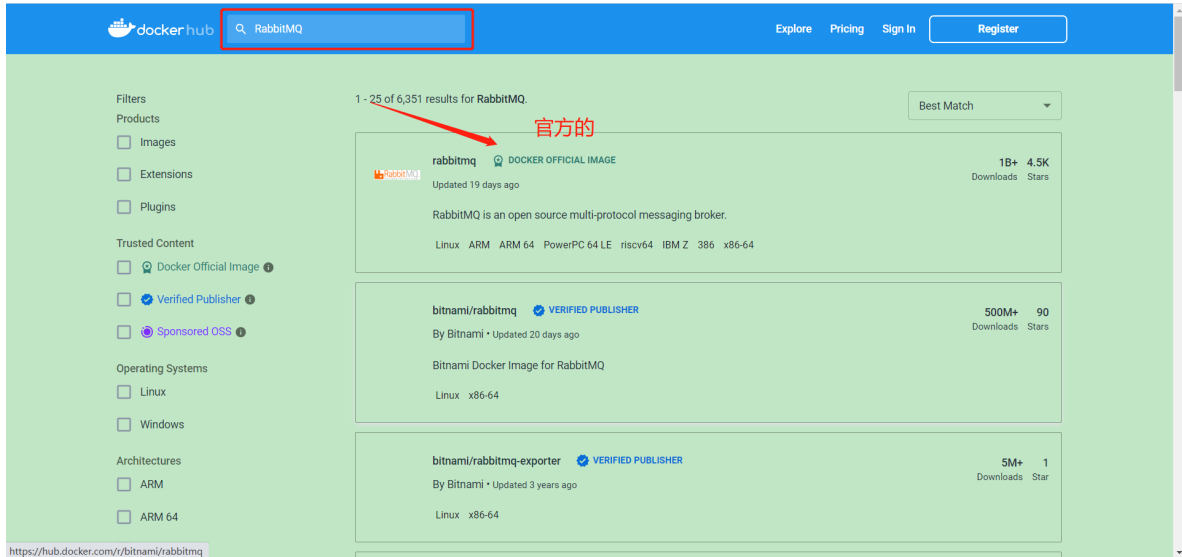 dockerhub
RabbitMQ
Explore
Pricing
Sign In
Register
Filters
Products
Images
Extensions
Plugins
Trusted Content
Docker Official Image
Verified Publisher
Sponsored OSS
Operating Systems
Linux
Windows
Architectures
ARM
ARM 64
1 - 25 of 6,351 results for RabbitMQ.
Best Match
官方的
RabbitMQ
rabbitmq DOCKER OFFICIAL IMAGE
Updated 19 days ago
RabbitMQ is an open source multi-protocol messaging broker.
Linux ARM ARM 64 PowerPC 64 LE riscv64 IBM Z 386 x86-64
1B+ 4.5K
Downloads Stars
bitnami/rabbitmq VERIFIED PUBLISHER
By Bitnami • Updated 20 days ago
Bitnami Docker Image for RabbitMQ
Linux x86-64
500M+ 90
Downloads Stars
bitnami/rabbitmq-exporter VERIFIED PUBLISHER
By Bitnami • Updated 3 years ago
Linux x86-64
5M+ 1
Downloads Star
https://hub.docker.com/r/bitnami/rabbitmq